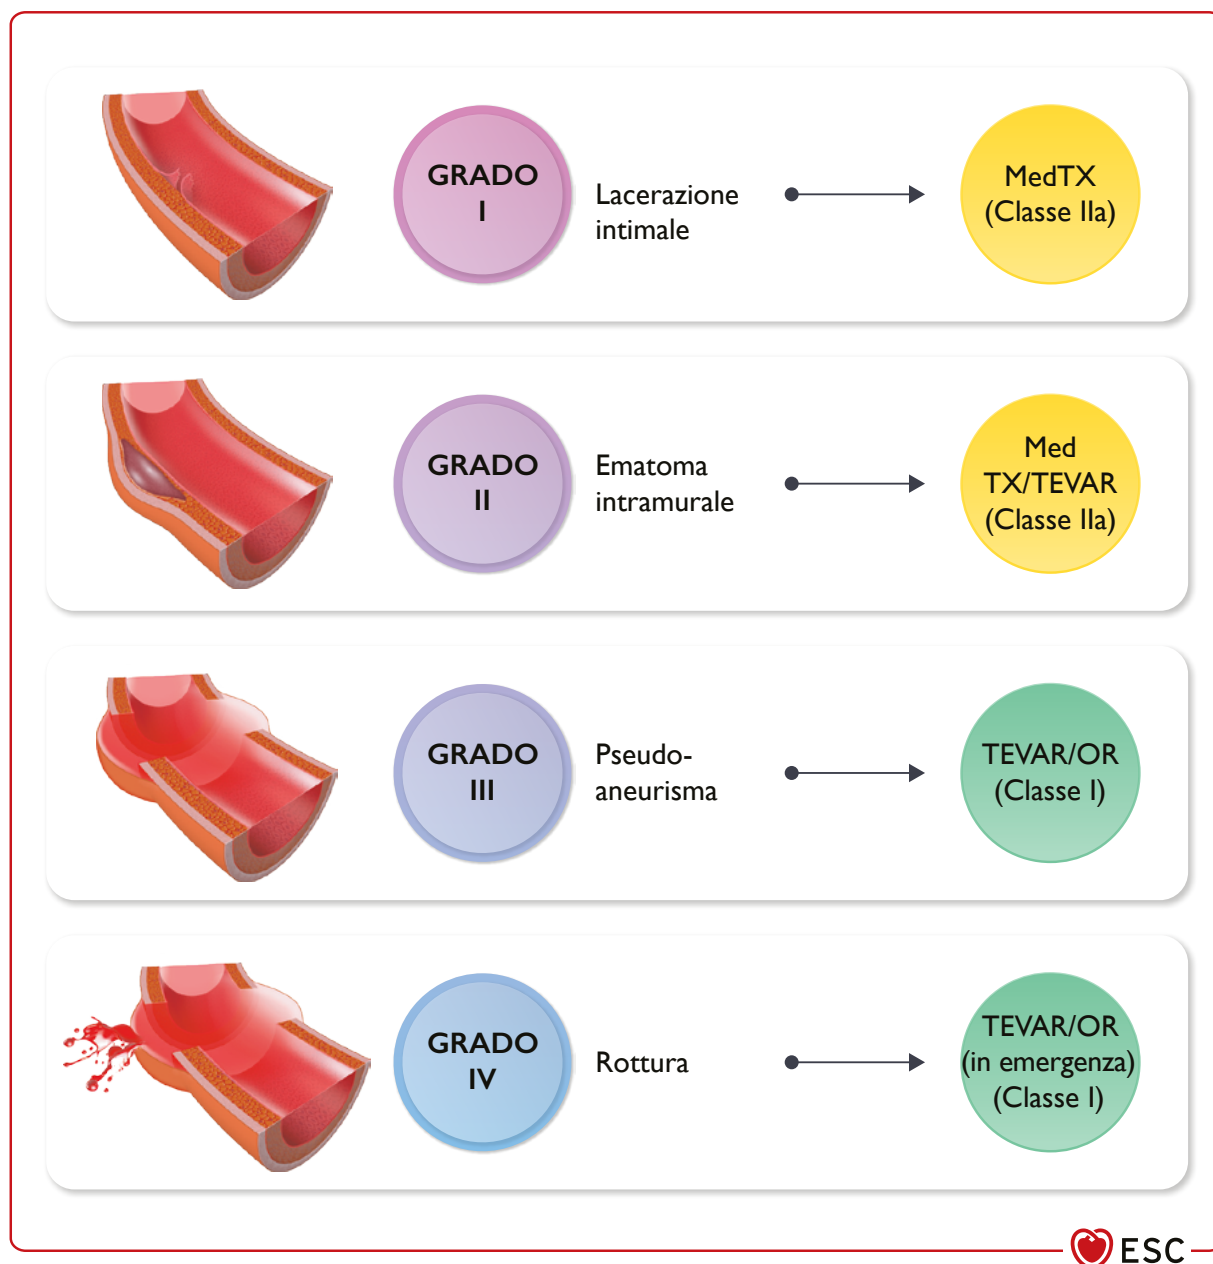 GRADO
I
Lacerazione
intimale
MedTX
(Classe IIa)
GRADO
II
Ematoma
intramurale
Med
TX/TEVAR
(Classe IIa)
GRADO
III
Pseudo-
aneurisma
TEVAR/OR
(Classe I)
GRADO
IV
Rottura
TEVAR/OR
(in emergenza)
(Classe I)
ESC